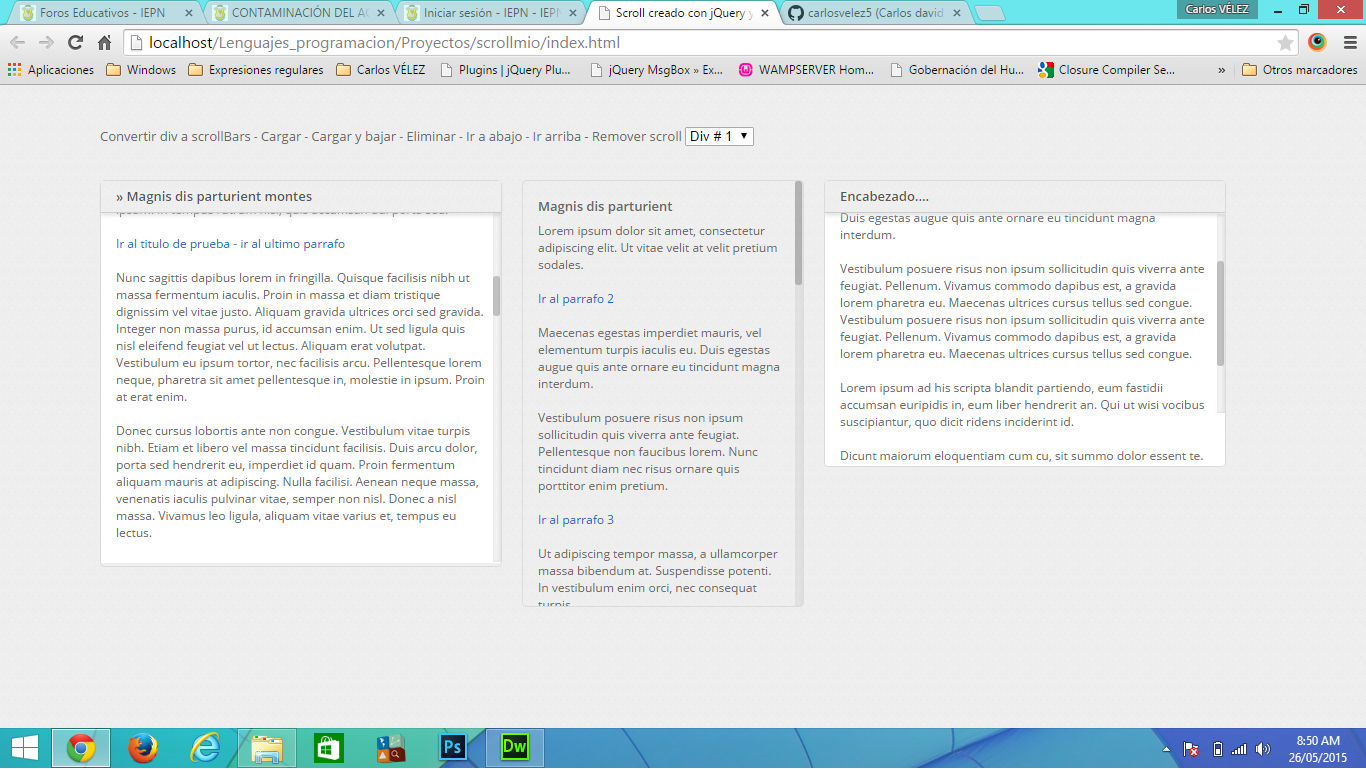 Foros Educativos - IEPN
CONTAMINACIÓN DEL AG
Iniciar sesión - IEPN - IEPN
Scroll creado con jQuery y
carlosvelez5 (Carlos david
Carlos VÉLEZ
localhost/Lenguajes_programacion/Proyectos/scrollmio/index.html
Aplicaciones
Windows
Expresiones regulares
Carlos VÉLEZ
Plugins | jQuery Plu...
jQuery MsgBox » Ex...
WAMPSERVER Hom...
Gobernación del Hu...
Closure Compiler Se...
»
Otros marcadores
Convertir div a scrollBars - Cargar - Cargar y bajar - Eliminar - Ir a abajo - Ir arriba - Remover scroll Div # 1
» Magnis dis parturient montes
Ir al titulo de prueba - ir al ultimo parrafo
Nunc sagittis dapibus lorem in fringilla. Quisque facilisis nibh ut
massa fermentum iaculis. Proin in massa et diam tristique
dignissim vel vitae justo. Aliquam gravida ultrices orci sed gravida.
Integer non massa purus, id accumsan enim. Ut sed ligula quis
nisl eleifend feugiat vel ut lectus. Aliquam erat volutpat.
Vestibulum eu ipsum tortor, nec facilisis arcu. Pellentesque lorem
neque, pharetra sit amet pellentesque in, molestie in ipsum. Proin
at erat enim.
Donec cursus lobortis ante non congue. Vestibulum vitae turpis
nibh. Etiam et libero vel massa tincidunt facilisis. Duis arcu dolor,
porta sed hendrerit eu, imperdiet id quam. Proin fermentum
aliquam mauris at adipiscing. Nulla facilisi. Aenean neque massa,
venenatis iaculis pulvinar vitae, semper non nisl. Donec a nisl
massa. Vivamus leo ligula, aliquam vitae varius et, tempus eu
lectus.
Magnis dis parturient
Lorem ipsum dolor sit amet, consectetur
adipiscing elit. Ut vitae velit at velit pretium
sodales.
Ir al parrafo 2
Maecenas egestas imperdiet mauris, vel
elementum turpis iaculis eu. Duis egestas
augue quis ante ornare eu tincidunt magna
interdum.
Vestibulum posuere risus non ipsum
sollicitudin quis viverra ante feugiat.
Pellentesque non faucibus lorem. Nunc
tincidunt diam nec risus ornare quis
porttitor enim pretium.
Ir al parrafo 3
Ut adipiscing tempor massa, a ullamcorper
massa bibendum at. Suspendisse potenti.
In vestibulum enim orci, nec consequat
turpis
Encabezado....
Duis egestas augue quis ante ornare eu tincidunt magna
interdum.
Vestibulum posuere risus non ipsum sollicitudin quis viverra ante
feugiat. Pellenum. Vivamus commodo dapibus est, a gravida
lorem pharetra eu. Maecenas ultrices cursus tellus sed congue.
Vestibulum posuere risus non ipsum sollicitudin quis viverra ante
feugiat. Pellenum. Vivamus commodo dapibus est, a gravida
lorem pharetra eu. Maecenas ultrices cursus tellus sed congue.
Lorem ipsum ad his scripta blandit partiendo, eum fastidii
accumsan euripidis in, eum liber hendrerit an. Qui ut wisi vocibus
suscipiantur, quo dicit ridens inciderint id.
Dicunt maiorum eloquentiam cum cu, sit summo dolor essent te.
Ps
Dw
8:50 AM
26/05/2015